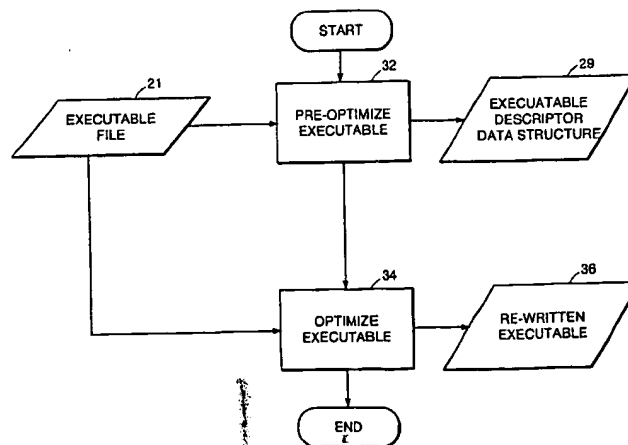 START
21
32
29
EXECUTABLE
FILE
PRE-OPTIMIZE
EXECUTABLE
EXECUATABLE
DESCRIPTOR
DATA STRUCTURE
34
36
OPTIMIZE
EXECUTABLE
RE-WRITTEN
EXECUTABLE
END